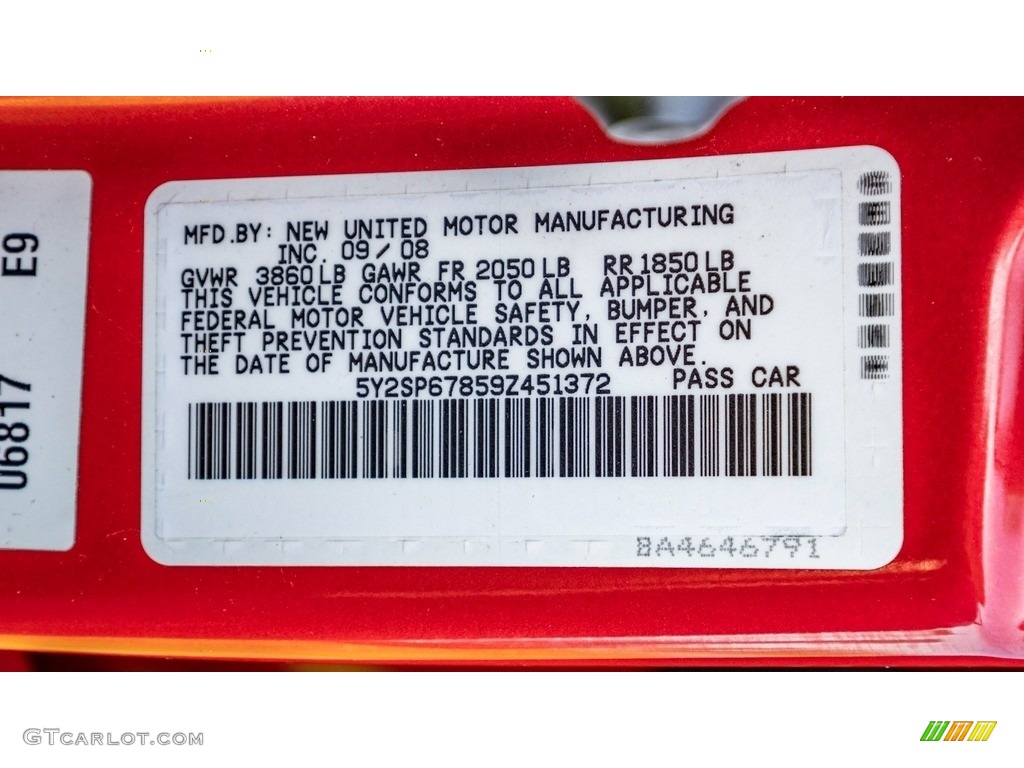 MFD.BY: NEW UNITED MOTOR MANUFACTURING
INC. 09/08
GVWR 3860LB GAWR FR 2050LB RR 1850LB
THIS VEHICLE CONFORMS TO ALL APPLICABLE
FEDERAL MOTOR VEHICLE SAFETY, BUMPER, AND
THEFT PREVENTION STANDARDS IN EFFECT ON
THE DATE OF MANUFACTURE SHOWN ABOVE.
5Y2SP67859Z451372 PASS CAR
BA4646791
06817 E9
GTCARLOT.COM